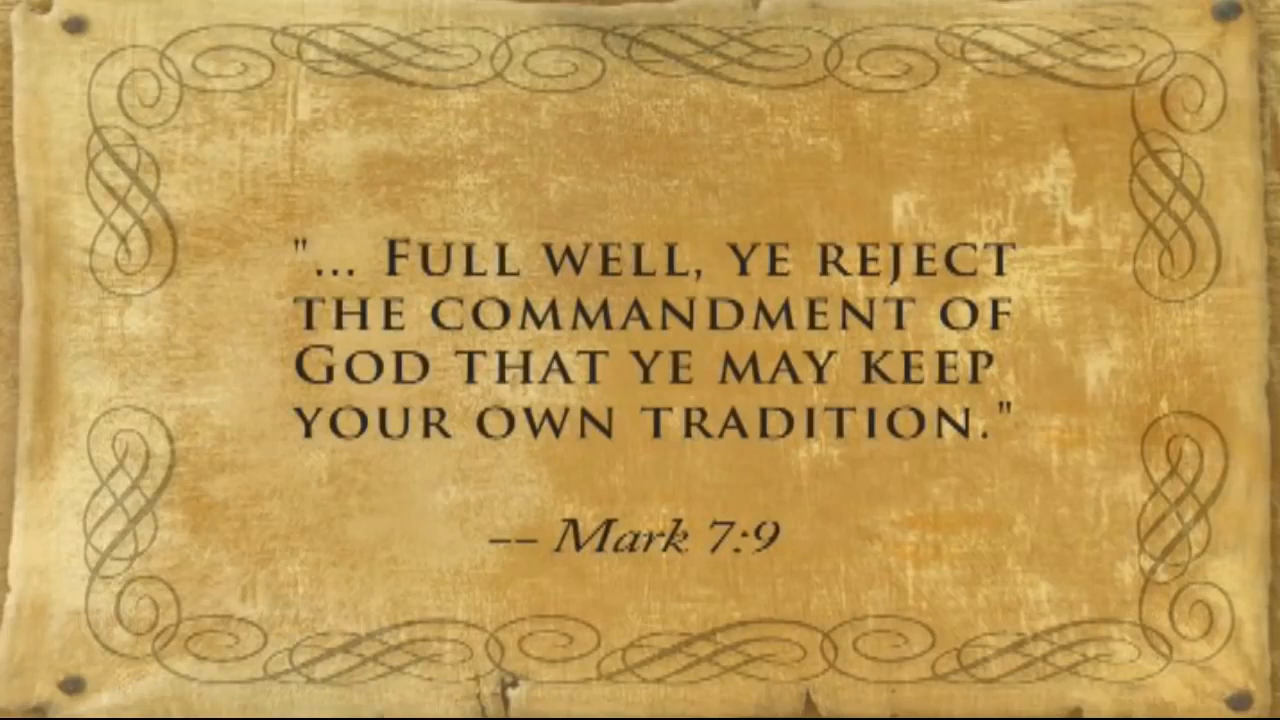 "... Full well, ye reject
the commandment of
God that ye may keep
your own tradition."
-- Mark 7:9